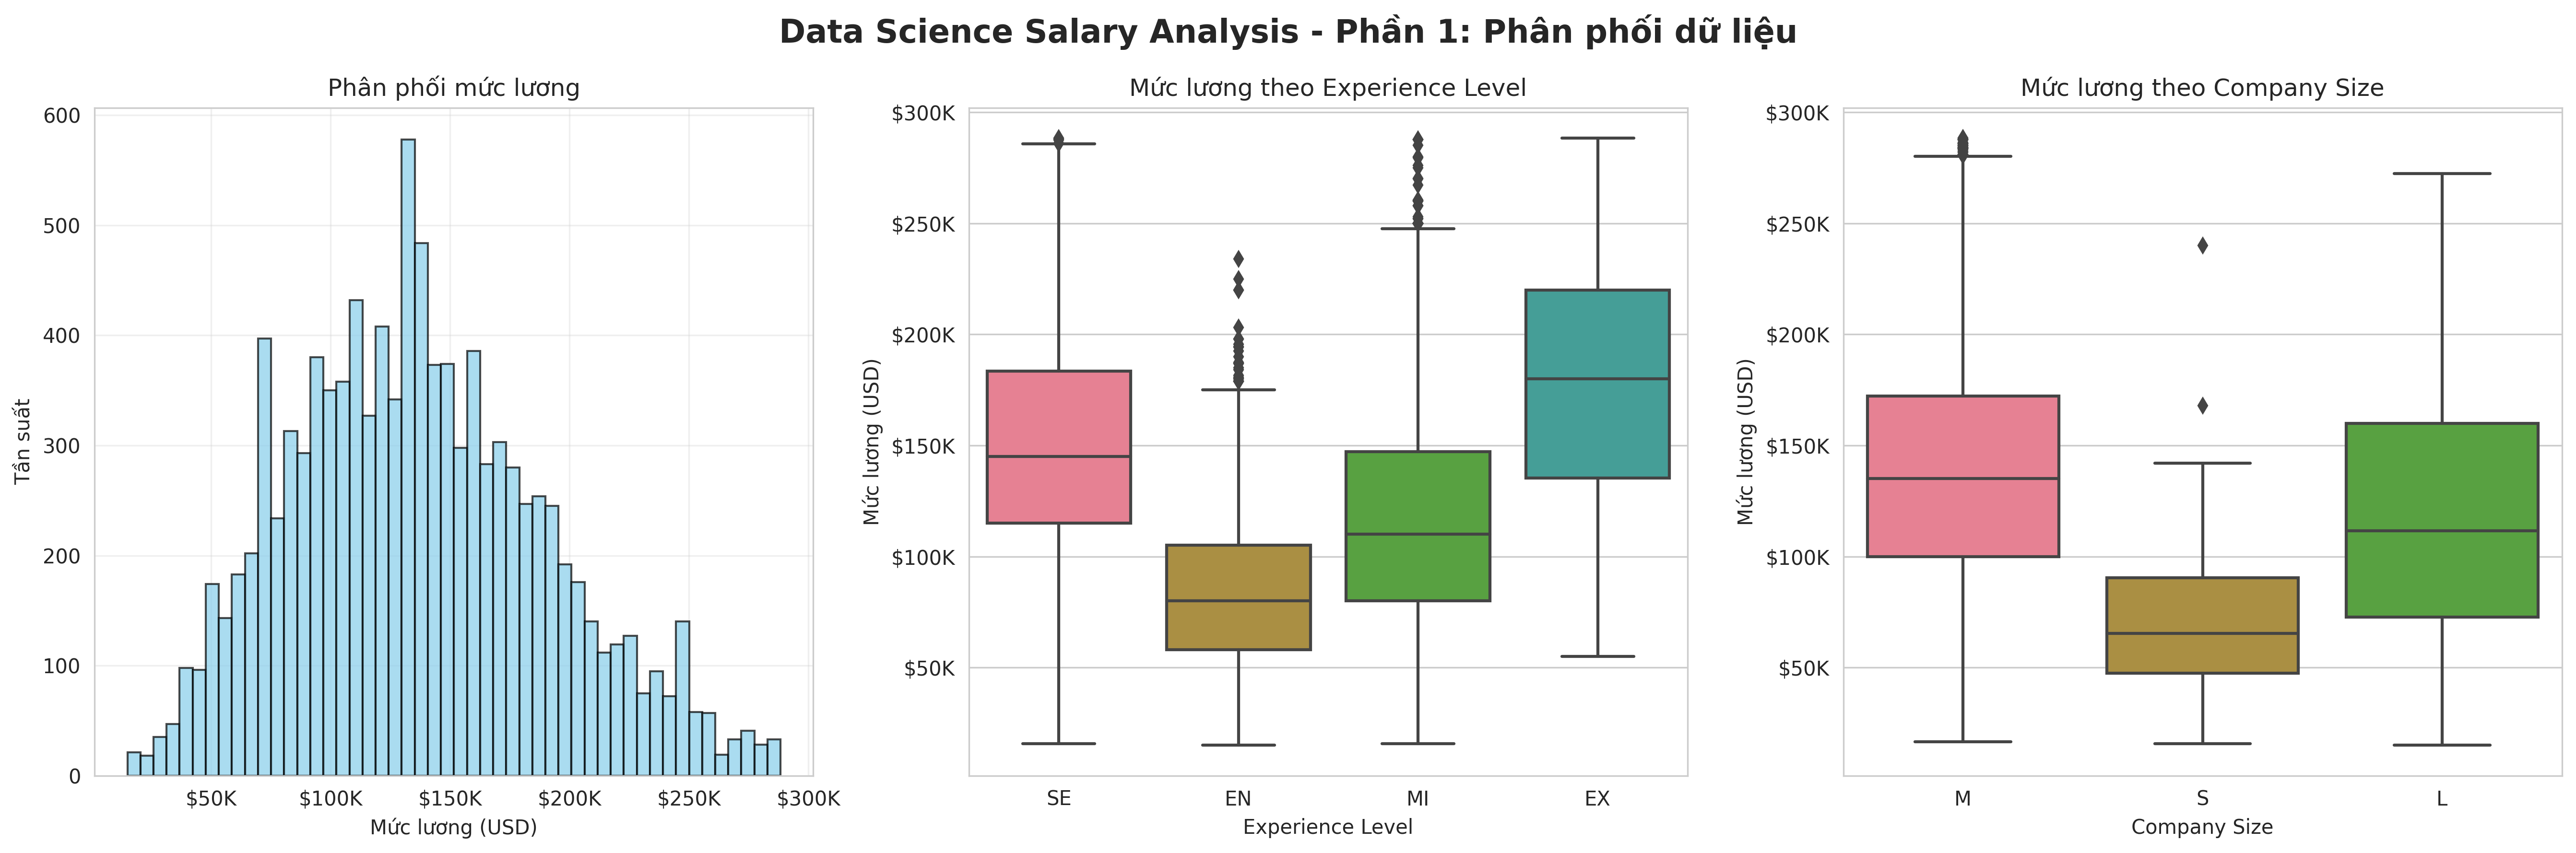 Data Science Salary Analysis - Phần 1: Phân phối dữ liệu
Phân phối mức lương
600
500
400
300
200
100
0
Tần suất
$50K
$100K
$150K
$200K
$250K
$300K
Mức lương (USD)
Mức lương theo Experience Level
$300K
$250K
$200K
$150K
$100K
$50K
Mức lương (USD)
SE
EN
MI
EX
Experience Level
Mức lương theo Company Size
$300K
$250K
$200K
$150K
$100K
$50K
Mức lương (USD)
M
S
L
Company Size